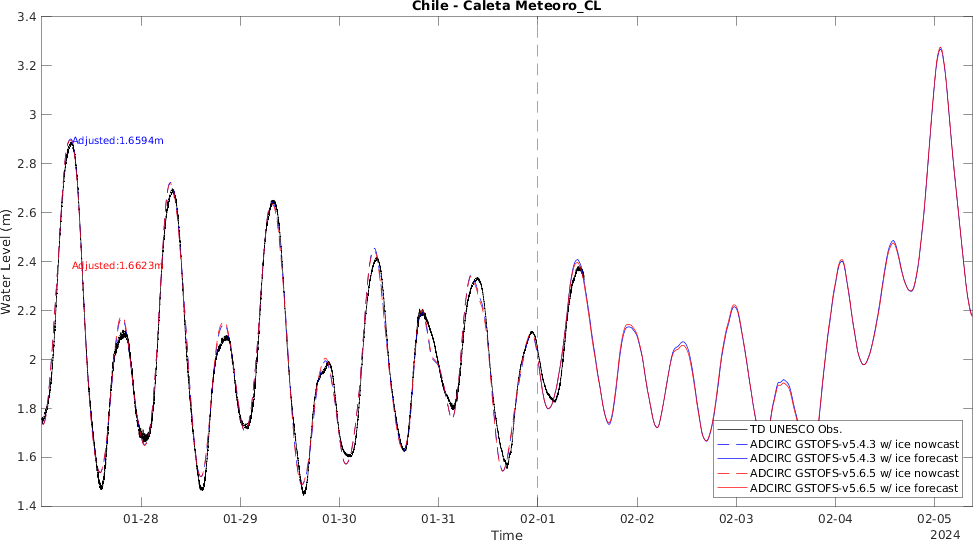 Chile - Caleta Meteoro_CL
3.4
3.2
3
2.8
2.6
2.4
2.2
2
1.8
1.6
1.4
Water Level (m)
Adjusted:1.6594m
Adjusted:1.6623m
TD UNESCO Obs.
ADCIRC GSTOFS-v5.4.3 w/ ice nowcast
ADCIRC GSTOFS-v5.4.3 w/ ice forecast
ADCIRC GSTOFS-v5.6.5 w/ ice nowcast
ADCIRC GSTOFS-v5.6.5 w/ ice forecast
01-28 01-29 01-30 01-31 02-01 02-02 02-03 02-04 02-05
Time
2024